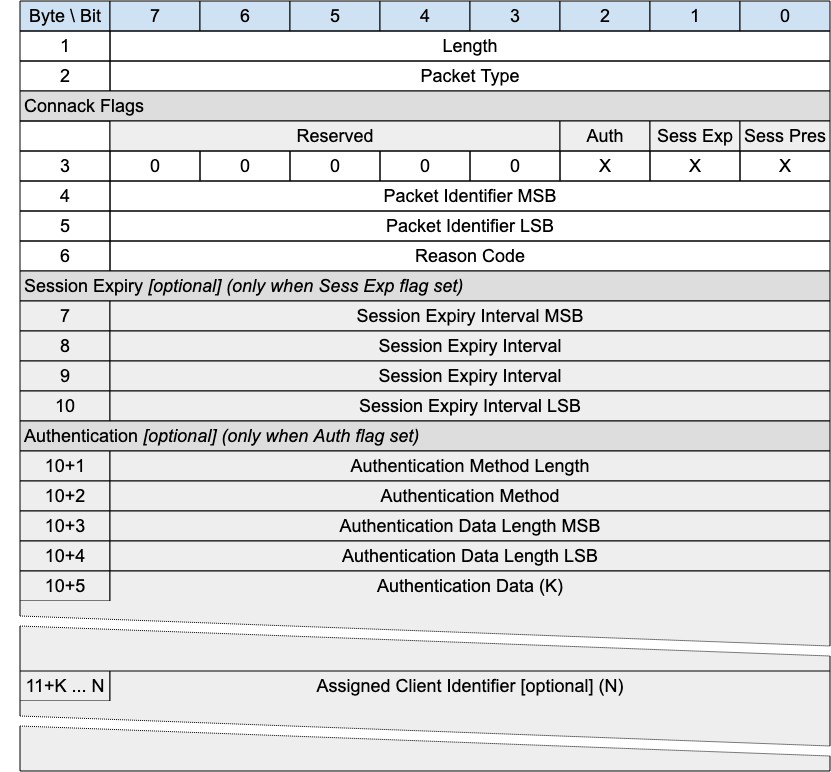 Byte \ Bit 7 6 5 4 3 2 1 0
1 Length
2 Packet Type
Connack Flags
Reserved Auth Sess Exp Sess Pres
3 0 0 0 0 0 X X X
4 Packet Identifier MSB
5 Packet Identifier LSB
6 Reason Code
Session Expiry [optional] (only when Sess Exp flag set)
7 Session Expiry Interval MSB
8 Session Expiry Interval
9 Session Expiry Interval
10 Session Expiry Interval LSB
Authentication [optional] (only when Auth flag set)
10+1 Authentication Method Length
10+2 Authentication Method
10+3 Authentication Data Length MSB
10+4 Authentication Data Length LSB
10+5 Authentication Data (K)
11+K ... N Assigned Client Identifier [optional] (N)